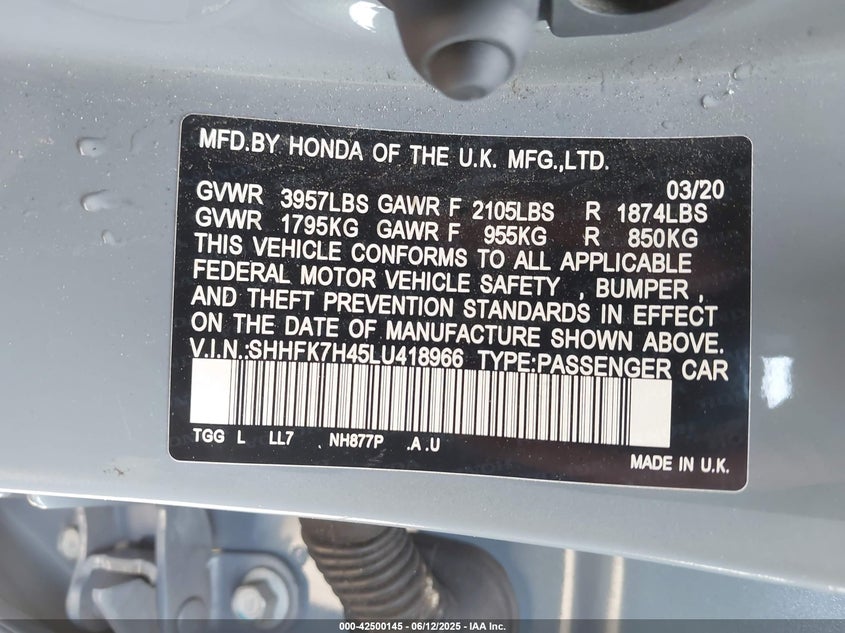 MFD.BY HONDA OF THE U.K. MFG.,LTD.
03/20
GVWR 3957LBS GAWR F 2105LBS R 1874LBS
GVWR 1795KG GAWR F 955KG R 850KG
THIS VEHICLE CONFORMS TO ALL APPLICABLE
FEDERAL MOTOR VEHICLE SAFETY , BUMPER ,
AND THEFT PREVENTION STANDARDS IN EFFECT
ON THE DATE OF MANUFACTURE SHOWN ABOVE.
V.I.N.:SHHFK7H45LU418966 TYPE:PASSENGER CAR
TGG L LL7 NH877P .A .U
MADE IN U.K.
000-42500145 - 06/12/2025 - IAA Inc.